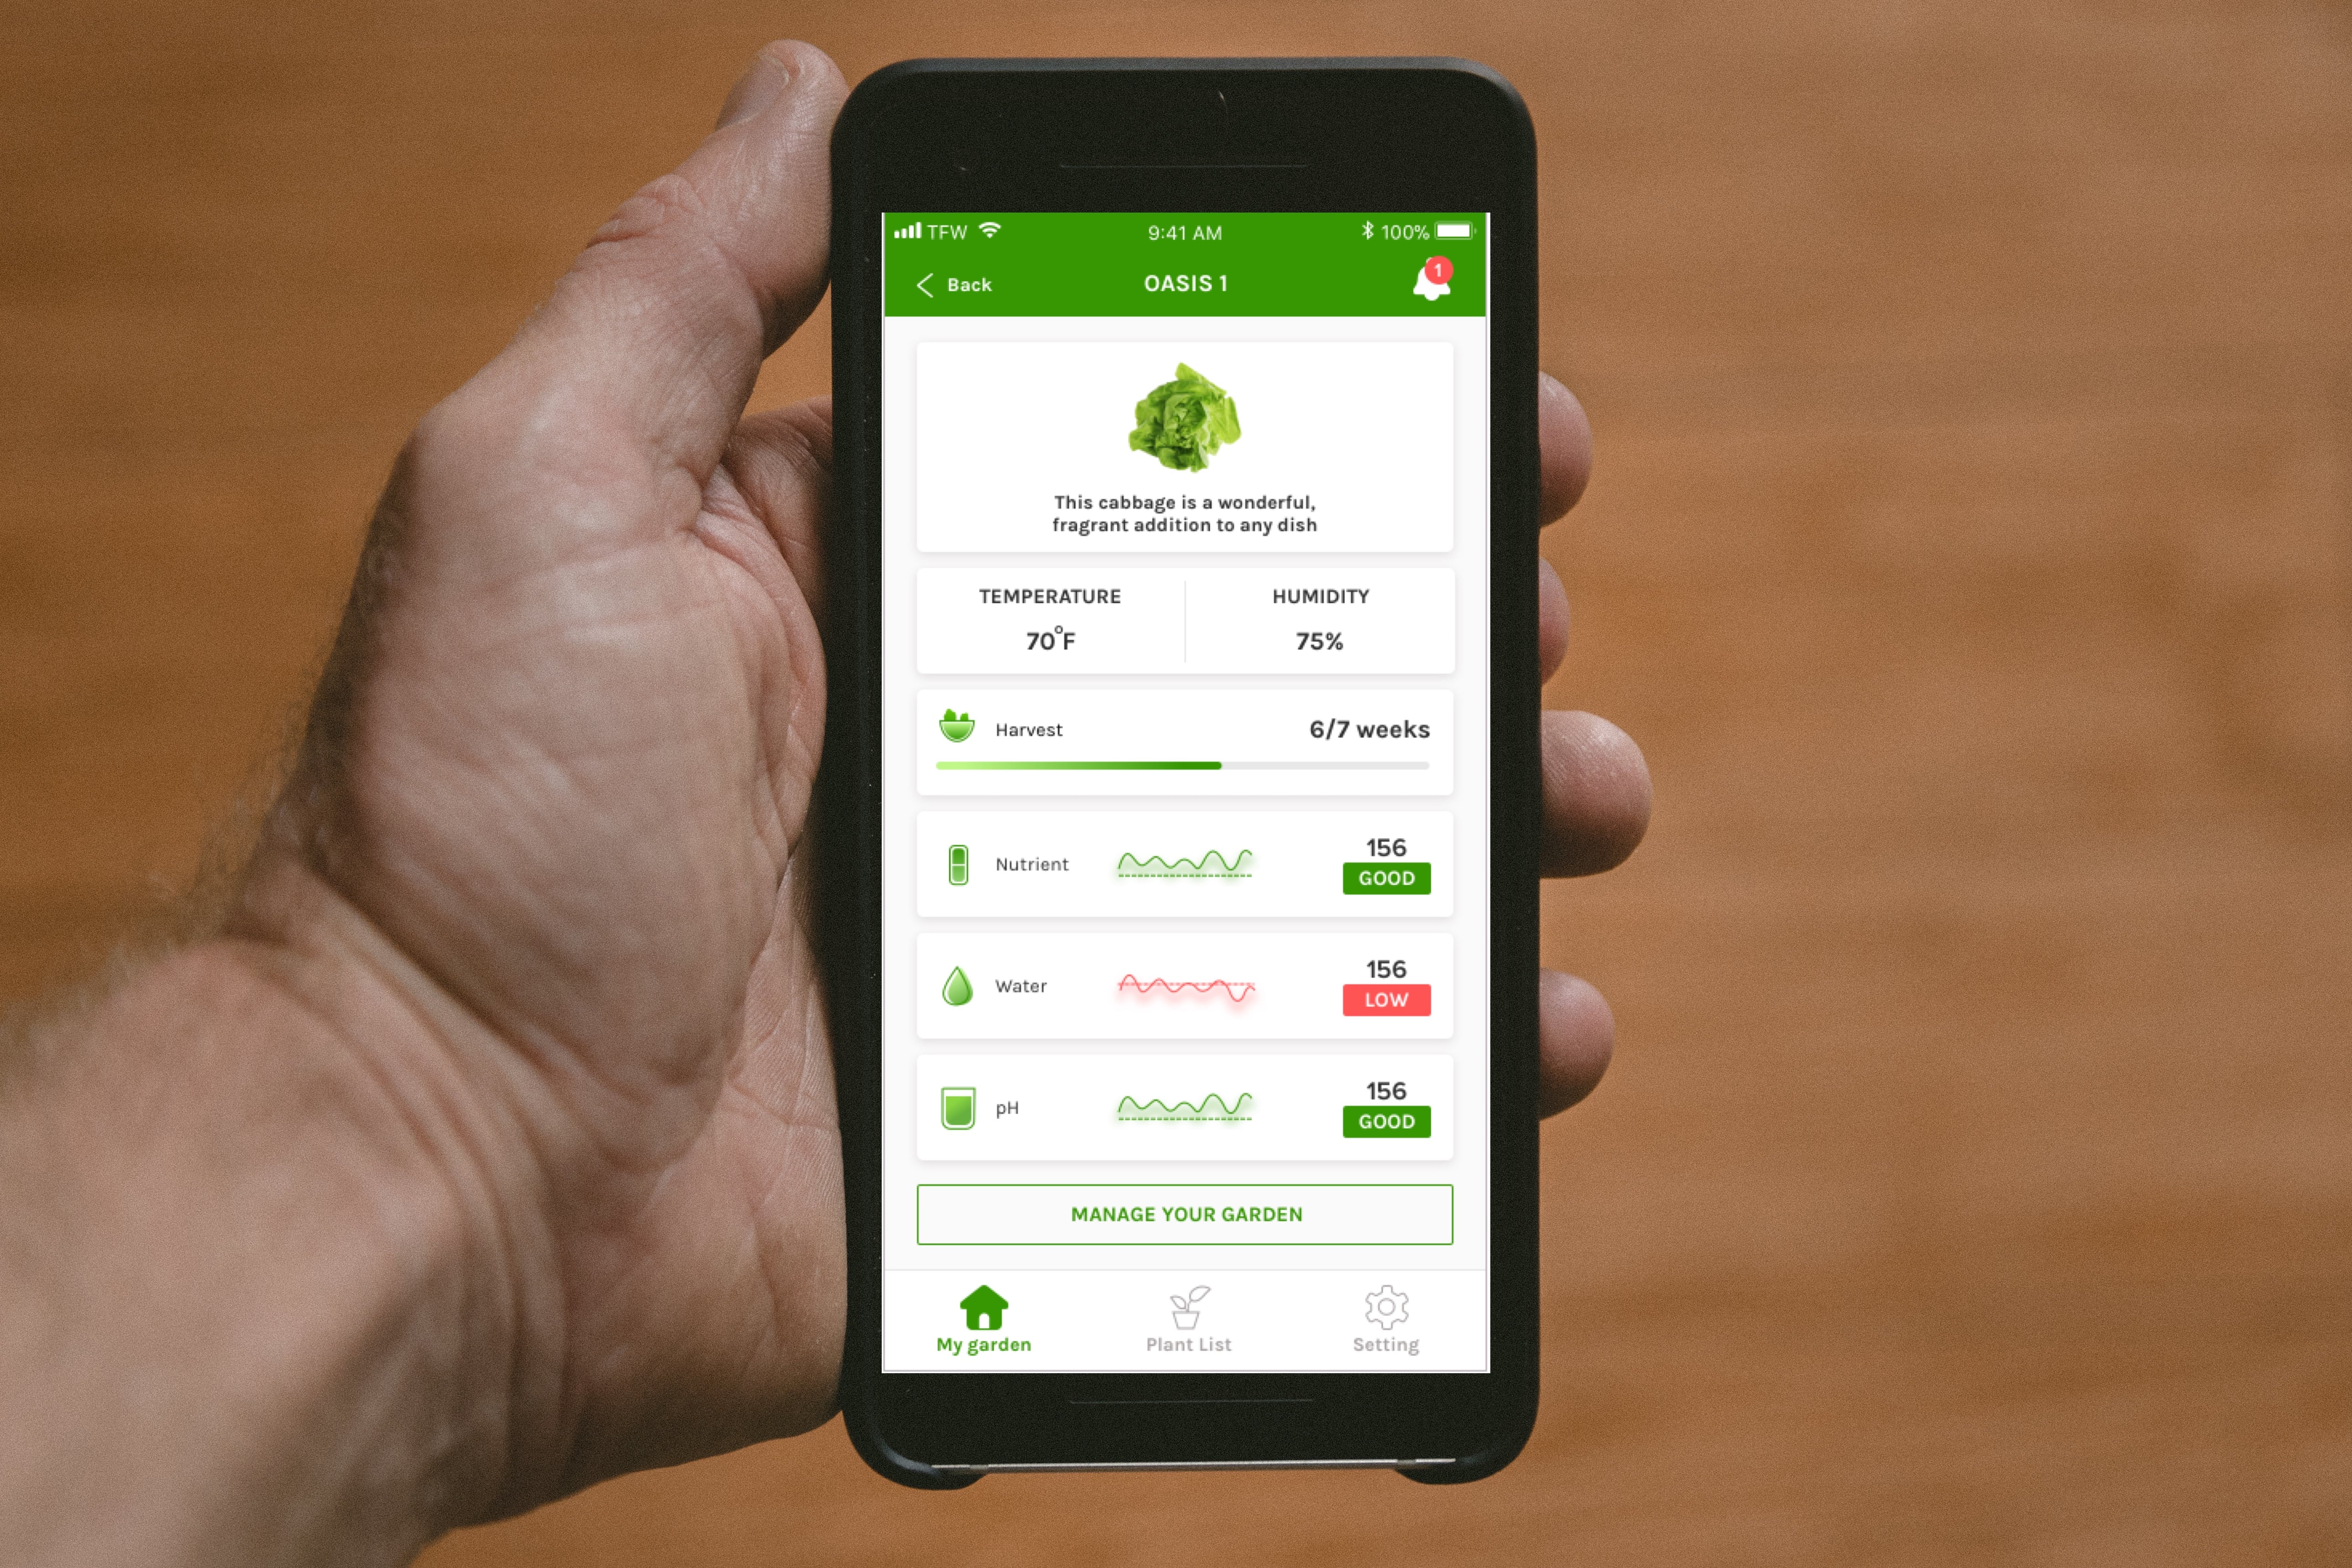 TFW 9:41 AM 100%
Back OASIS 1 1
This cabbage is a wonderful,
fragrant addition to any dish
TEMPERATURE HUMIDITY
70°F 75%
Harvest 6/7 weeks
Nutrient 156
GOOD
Water 156
LOW
pH 156
GOOD
MANAGE YOUR GARDEN
My garden Plant List Setting